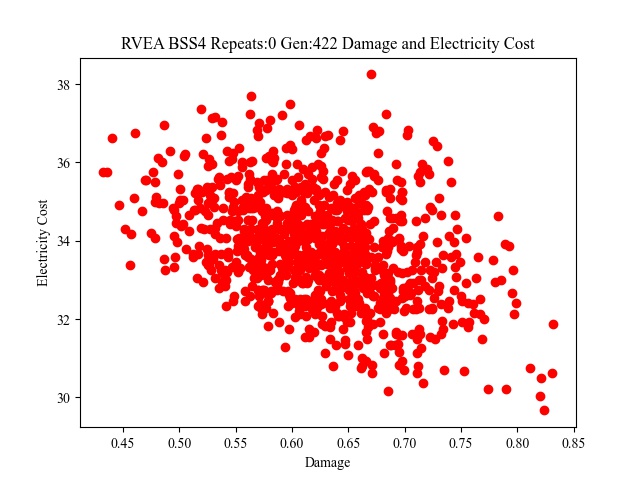 RVEA BSS4 Repeats:0 Gen:422 Damage and Electricity Cost
38
36
34
32
30
Electricity Cost
0.45 0.50 0.55 0.60 0.65 0.70 0.75 0.80 0.85
Damage